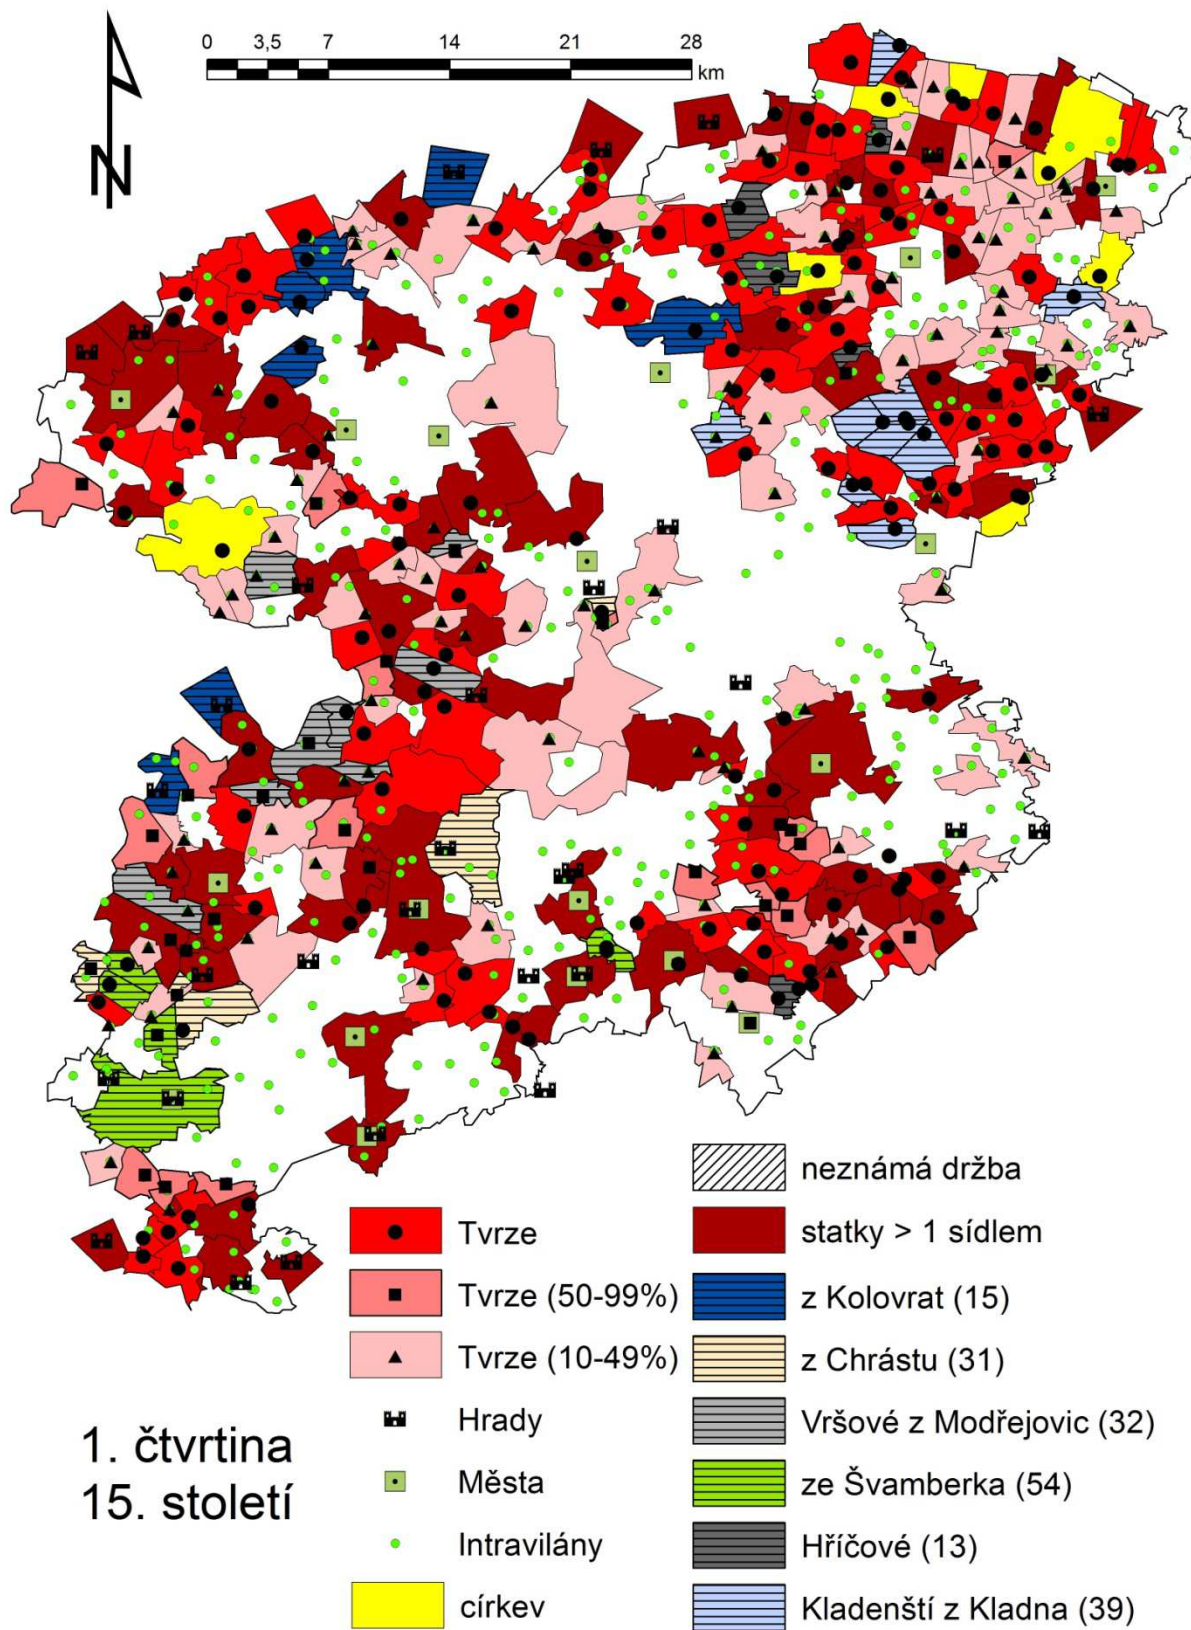 0 3,5 7 14 21 28
km
N
neznámá držba
Tvrze
statky > 1 sídlem
Tvrze (50-99%)
z Kolovrat (15)
Tvrze (10-49%)
z Chrástu (31)
Hrady
Vršové z Modřejovic (32)
1. čtvrtina
15. století
Města
ze Švamberka (54)
Intravilány
Hříčové (13)
církev
Kladenští z Kladna (39)